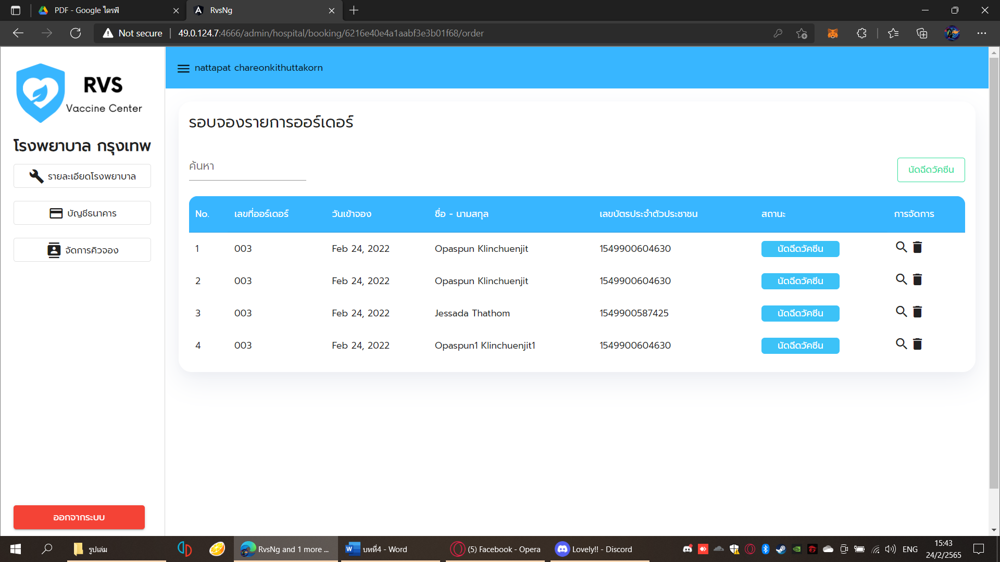 PDF - Google ไดรฟ์
RvsNg
Not secure
49.0.124.7:4666/admin/hospital/booking/6216e40e4a1aabf3e3b01f68/order
RVS
Vaccine Center
nattapat chareonkithuttakorn
โรงพยาบาล กรุงเทพ
รายละเอียดโรงพยาบาล
บัญชีธนาคาร
จัดการคิวจอง
ออกจากระบบ
รอบจองรายการออร์เดอร์
ค้นหา
นัดฉีดวัคซีน
No. เลขที่ออร์เดอร์ วันเข้าจอง ชื่อ - นามสกุล เลขบัตรประจำตัวประชาชน สถานะ การจัดการ
1 003 Feb 24, 2022 Opaspun Klinchuenjit 1549900604630 นัดฉีดวัคซีน
2 003 Feb 24, 2022 Opaspun Klinchuenjit 1549900604630 นัดฉีดวัคซีน
3 003 Feb 24, 2022 Jessada Thathom 1549900587425 นัดฉีดวัคซีน
4 003 Feb 24, 2022 Opaspun1 Klinchuenjit1 1549900604630 นัดฉีดวัคซีน
รูปเล่ม
RvsNg and 1 more ...
บทที่4 - Word
(5) Facebook - Opera
Lovely!! - Discord
ENG
15:43
24/2/2565